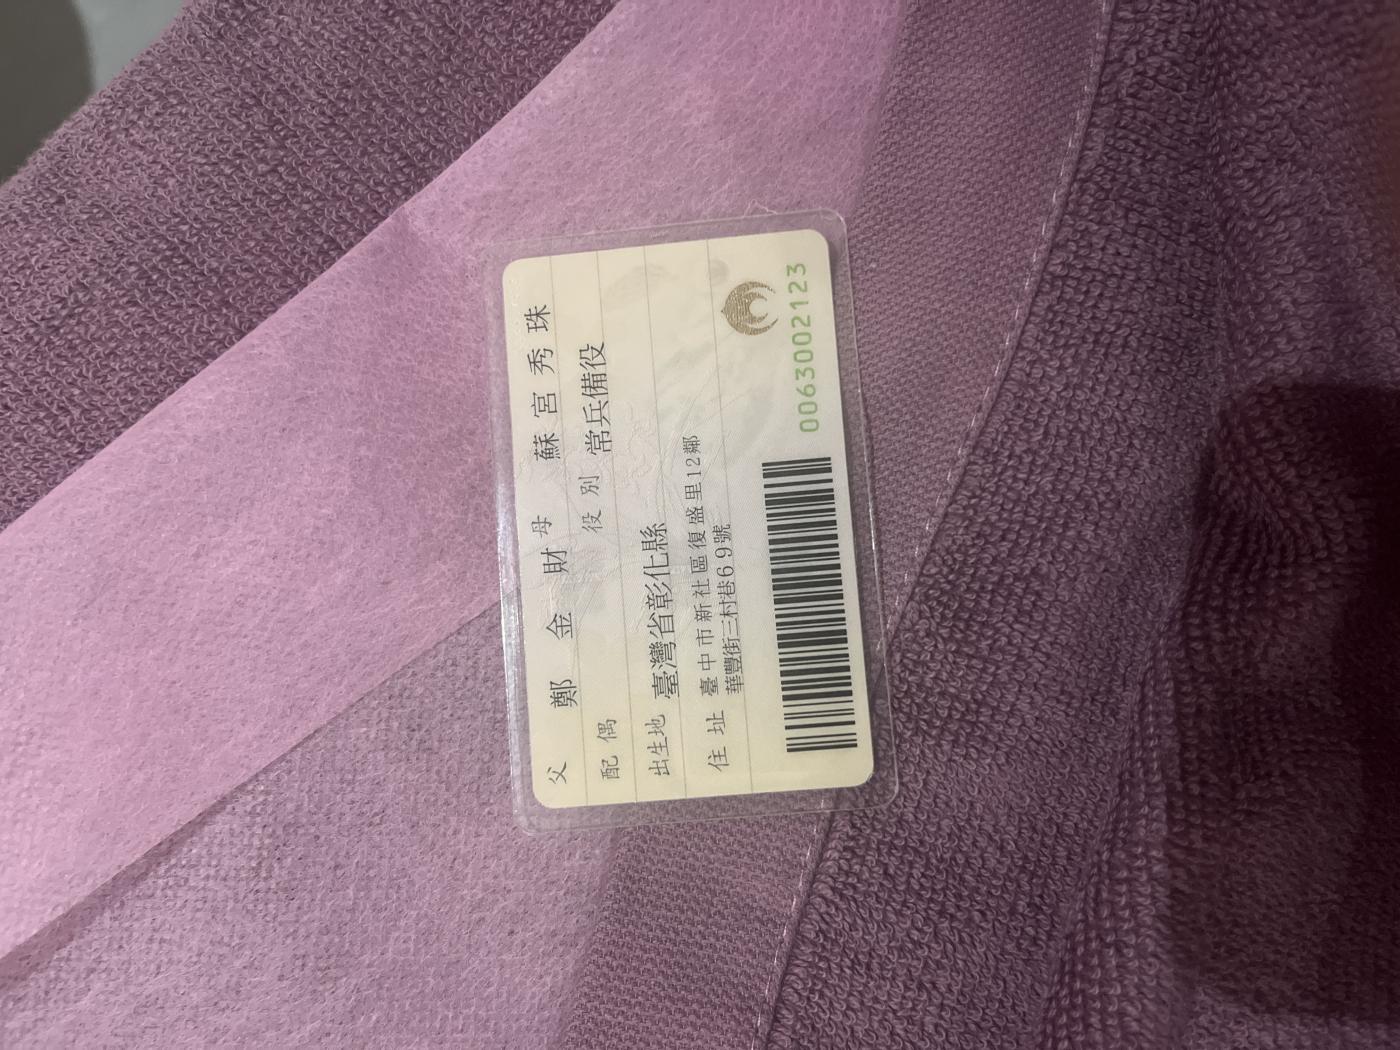 父 鄭金財 母 蘇宮秀珠
配偶 役別 常兵備役
出生地 臺灣省彰化縣
住址 臺中市新社區復盛里12鄰
華豐街三村巷69號
0063002123